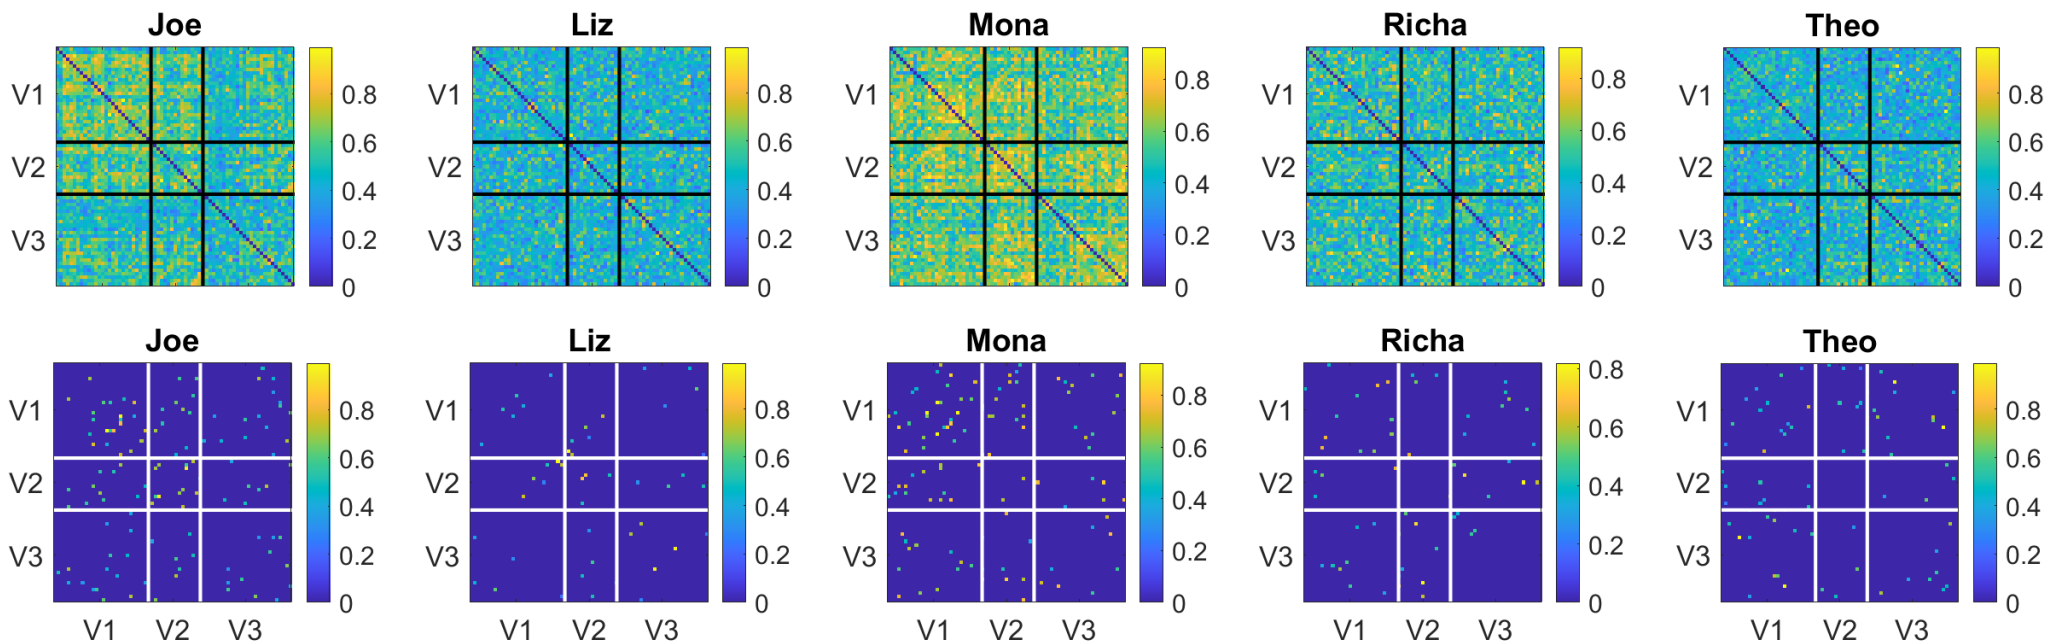 Joe Liz Mona Richa Theo
V1 0.8 V1 0.8 V1 0.8 V1 0.8 V1 0.8
0.6 0.6 0.6 0.6 0.6
V2 0.4 V2 0.4 V2 0.4 V2 0.4 V2 0.4
V3 0.2 V3 0.2 V3 0.2 V3 0.2 V3 0.2
0 0 0 0 0
Joe Liz Mona Richa Theo
V1 0.8 V1 0.8 V1 0.8 V1 0.8 V1 0.8
0.6 0.6 0.6 0.6 0.6
V2 0.4 V2 0.4 V2 0.4 V2 0.4 V2 0.4
V3 0.2 V3 0.2 V3 0.2 V3 0.2 V3 0.2
0 0 0 0 0
V1 V2 V3 V1 V2 V3 V1 V2 V3 V1 V2 V3 V1 V2 V3